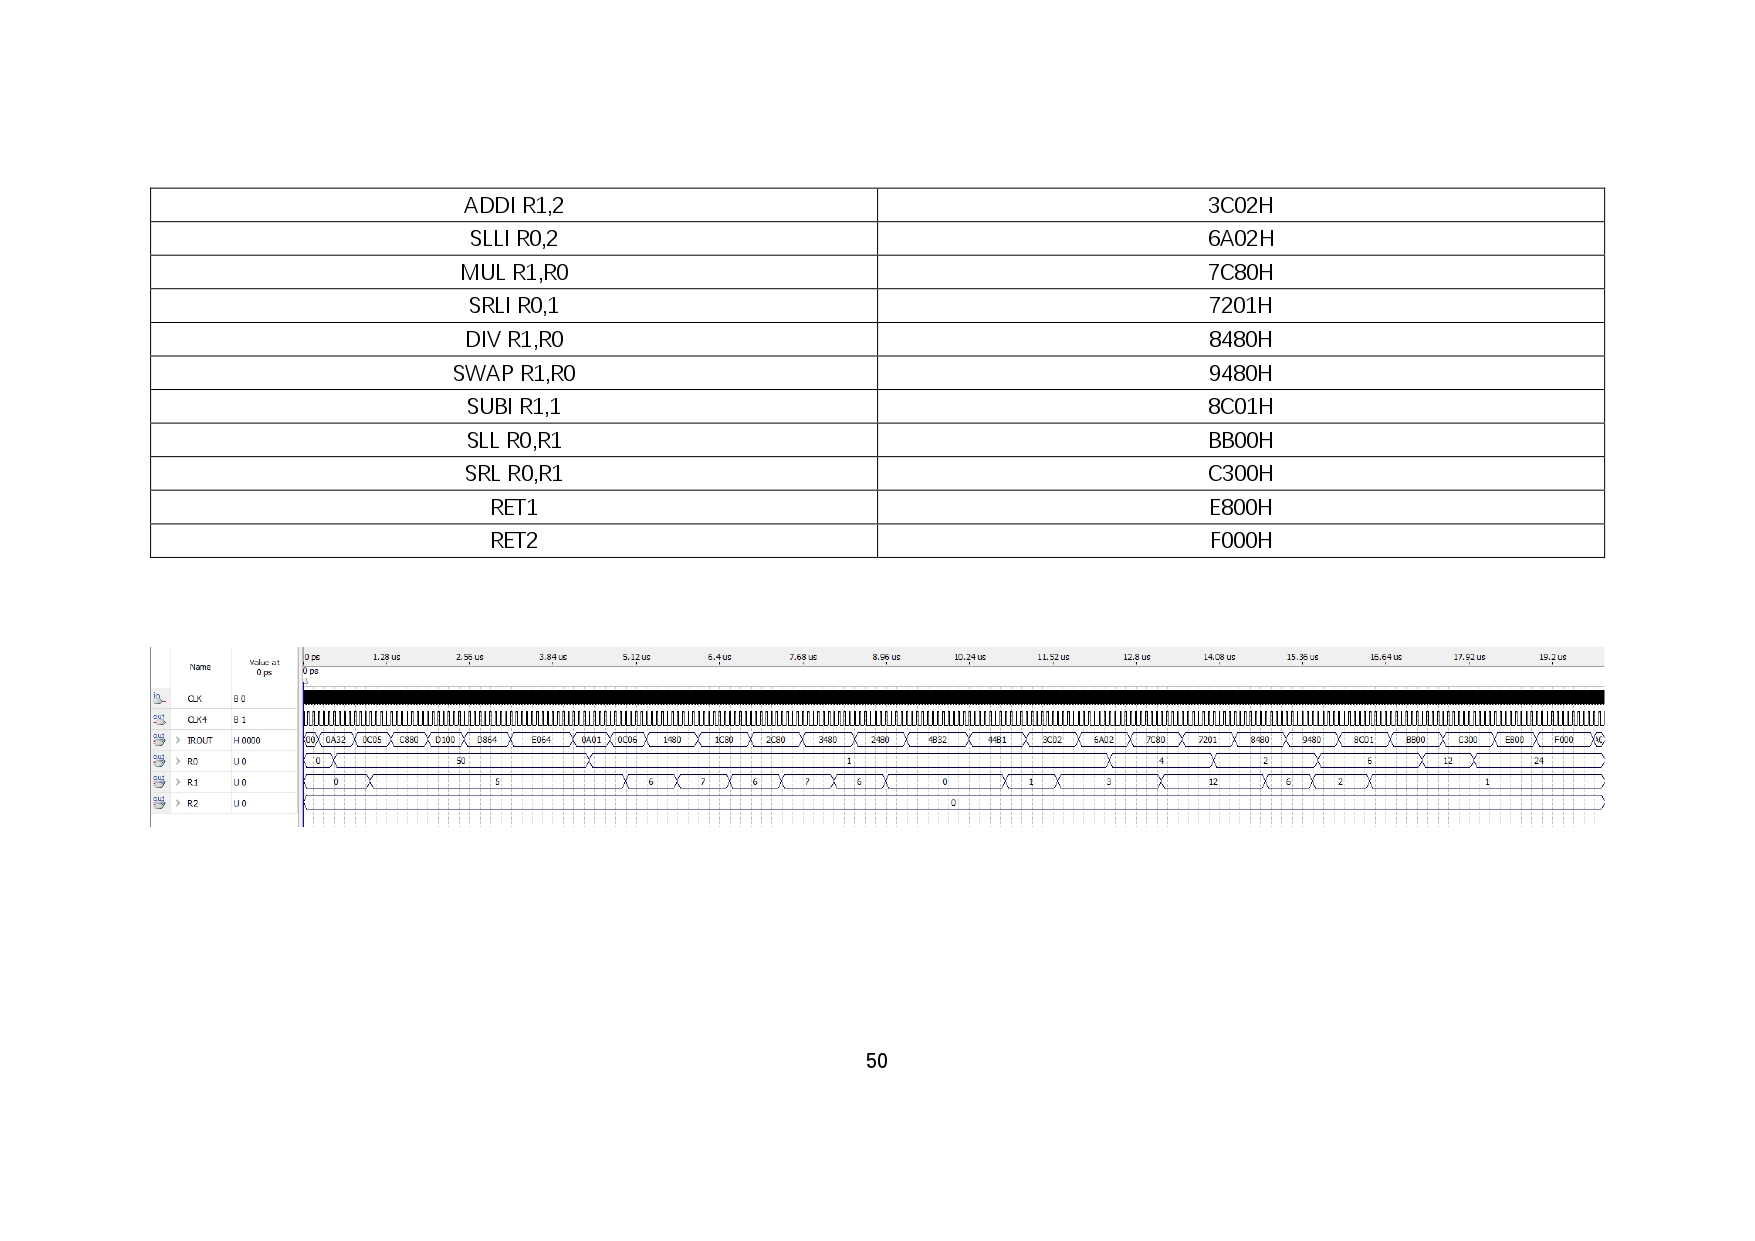 ADDI R1,2 3C02H
SLLI R0,2 6A02H
MUL R1,R0 7C80H
SRLI R0,1 7201H
DIV R1,R0 8480H
SWAP R1,R0 9480H
SUBI R1,1 8C01H
SLL R0,R1 BB00H
SRL R0,R1 C300H
RET1 E800H
RET2 F000H
Name Value at 0 ps 0 ps 1.28 us 2.56 us 3.84 us 5.12 us 6.4 us 7.68 us 8.96 us 10.24 us 11.52 us 12.8 us 14.08 us 15.36 us 16.64 us 17.92 us 19.2 us
0 ps
in CLK B 0
out CLK4 B 1
out IROUT H 0000 00 0A32 0C05 C880 D100 D864 E064 0A01 0C06 1480 1C80 2C80 3480 2480 4B32 44B1 3C02 6A02 7C80 7201 8480 9480 8C01 BB00 C300 E800 F000
out R0 U 0 0 50 1 4 2 6 12 24
out R1 U 0 0 5 6 7 6 7 6 0 1 3 12 6 2 1
out R2 U 0 0
50